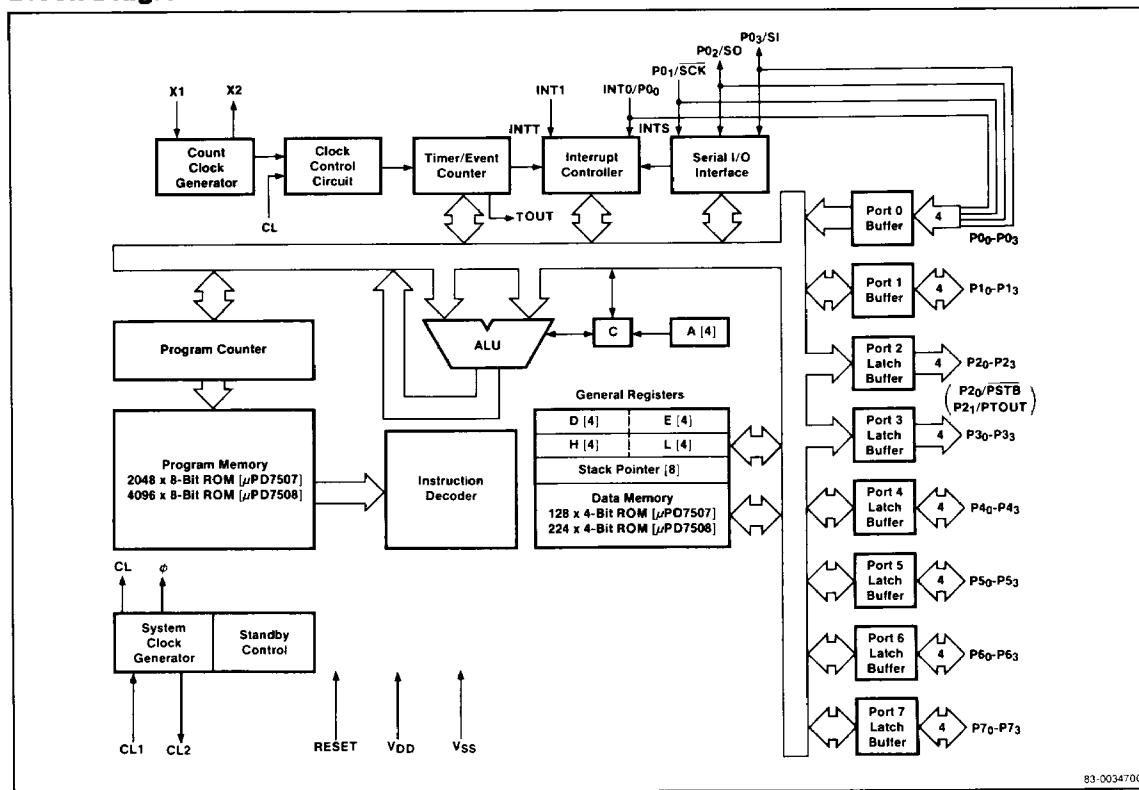 P0₃/SI
P0₂/SO
P0₁/S̅C̅K̅
X1
X2
INT1
INT0/P0₀
INTT
INTS
Count
Clock
Generator
Clock
Control
Circuit
Timer/Event
Counter
Interrupt
Controller
Serial I/O
Interface
CL
TOUT
Port 0
Buffer
4
P0₀-P0₃
Port 1
Buffer
4
P1₀-P1₃
Program Counter
ALU
C
A [4]
Port 2
Latch
Buffer
4
P2₀-P2₃
(P2₀/P̅S̅T̅B̅
P2₁/PTOUT)
General Registers
D [4]
E [4]
H [4]
L [4]
Stack Pointer [8]
Data Memory
128 x 4-Bit ROM [µPD7507]
224 x 4-Bit ROM [µPD7508]
Port 3
Latch
Buffer
4
P3₀-P3₃
Program Memory
2048 x 8-Bit ROM [µPD7507]
4096 x 8-Bit ROM [µPD7508]
Instruction
Decoder
Port 4
Latch
Buffer
4
P4₀-P4₃
CL
ϕ
Port 5
Latch
Buffer
4
P5₀-P5₃
System
Clock
Generator
Standby
Control
Port 6
Latch
Buffer
4
P6₀-P6₃
CL1
CL2
RESET
V_DD
V_SS
Port 7
Latch
Buffer
4
P7₀-P7₃